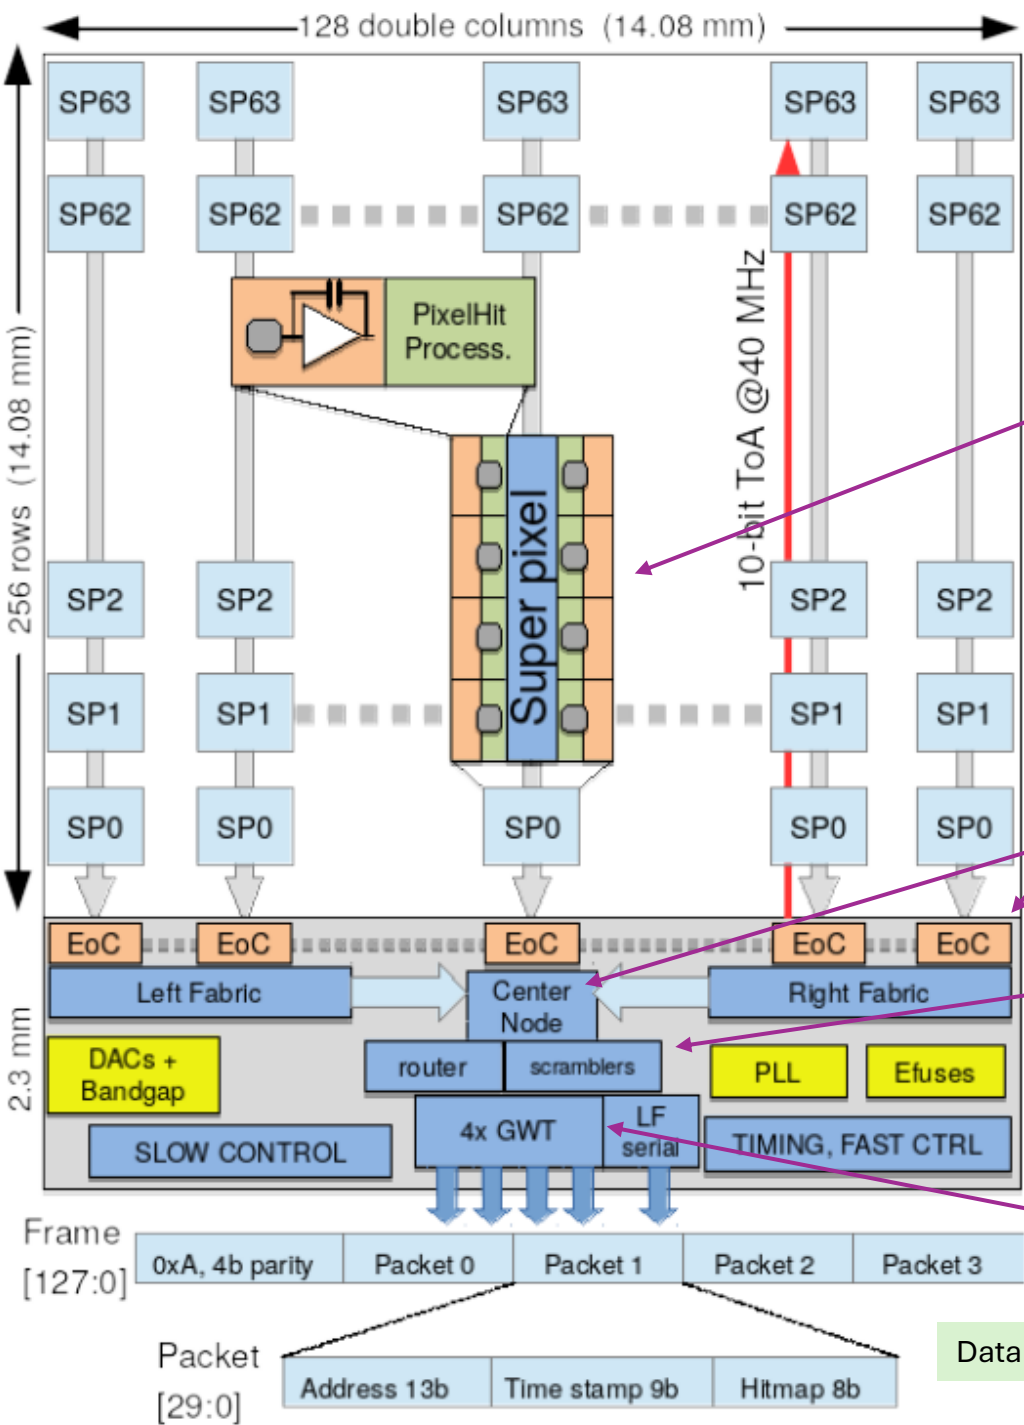 128 double columns (14.08 mm)
SP63 SP63 SP63 SP63 SP63
SP62 SP62 SP62 SP62 SP62
256 rows (14.08 mm)
PixelHit
Process.
10-bit ToA @40 MHz
Super pixel
SP2 SP2 SP2 SP2
SP1 SP1 SP1 SP1
SP0 SP0 SP0 SP0 SP0
EoC EoC EoC EoC EoC
Left Fabric
Center
Node
Right Fabric
2.3 mm
DACs +
Bandgap
router
scramblers
PLL
Efuses
SLOW CONTROL
4x GWT
LF
serial
TIMING, FAST CTRL
Frame
[127:0]
0xA, 4b parity Packet 0 Packet 1 Packet 2 Packet 3
Packet
[29:0]
Address 13b Time stamp 9b Hitmap 8b
Data